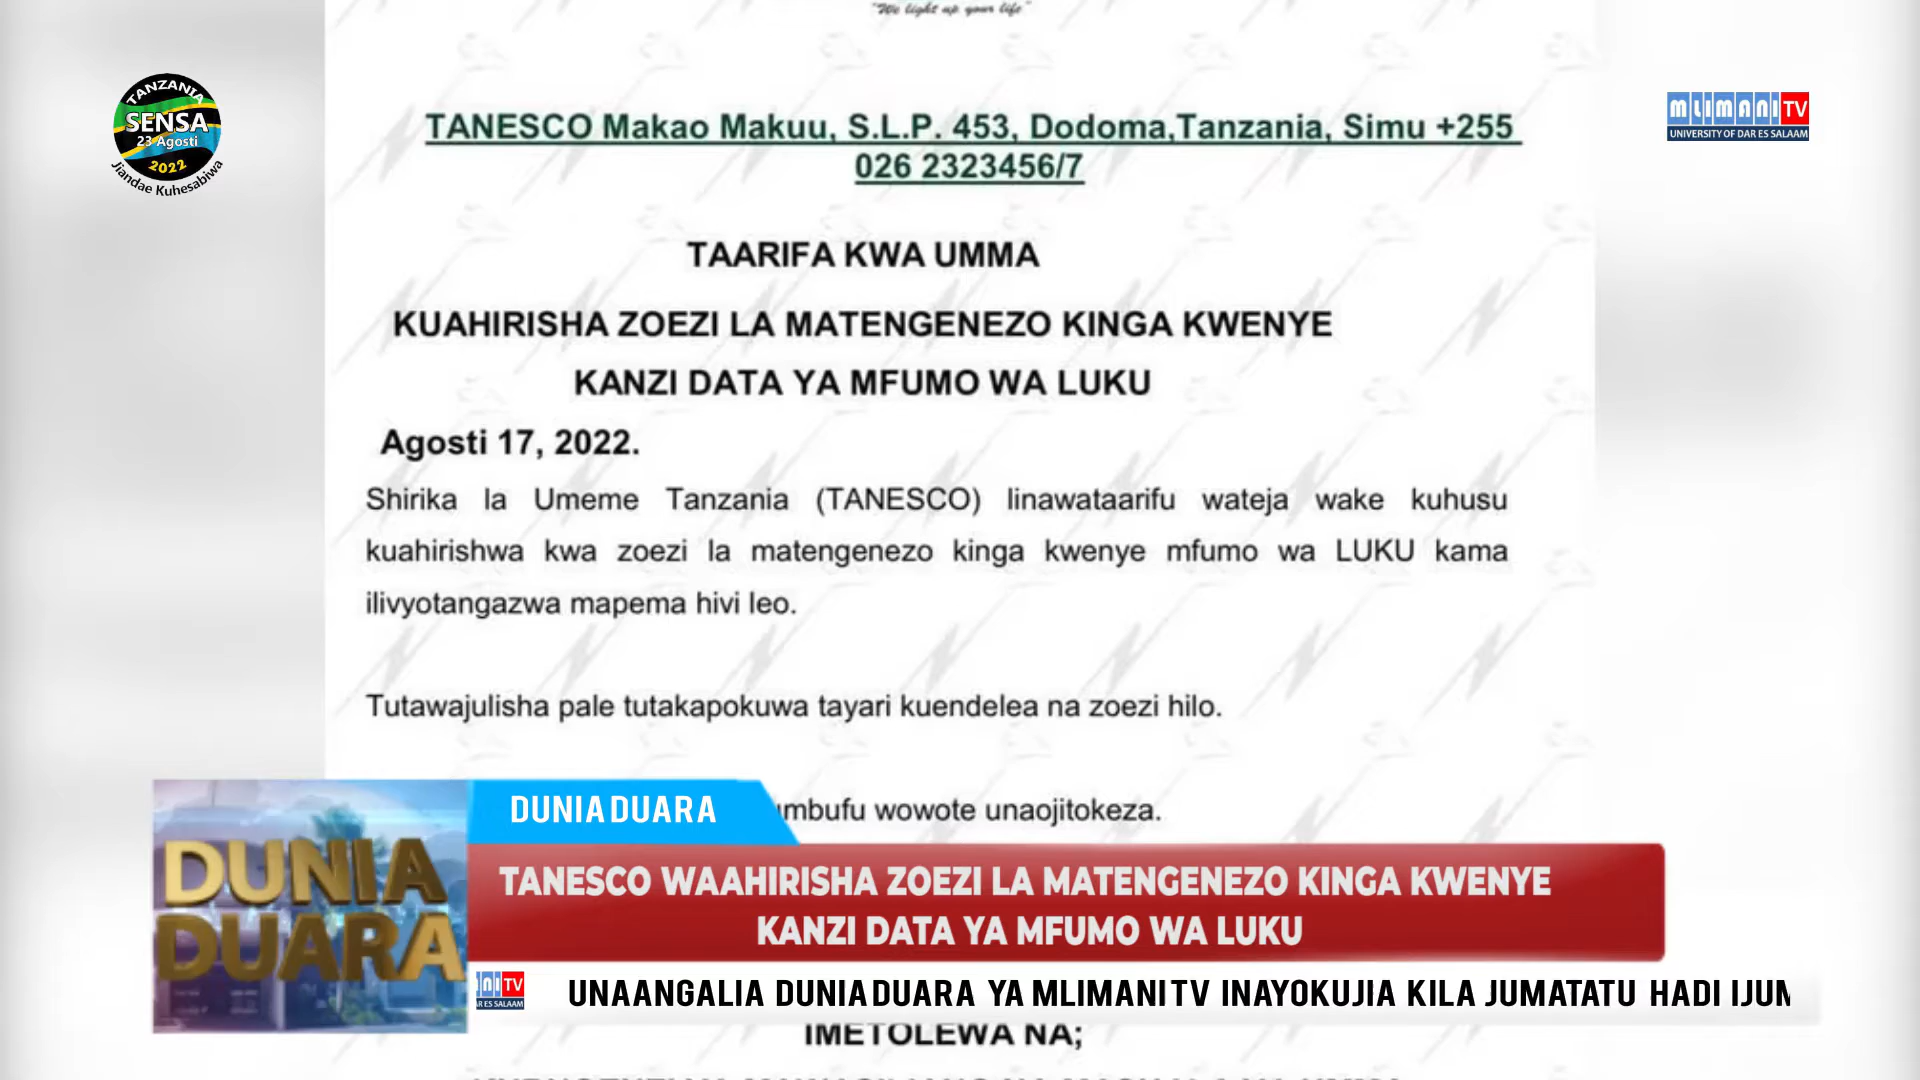 "We light up your life"
TANZANIA
SENSA
23 Agosti
2022
Jiandae Kuhesabiwa
MLIMANI TV
UNIVERSITY OF DAR ES SALAAM
TANESCO Makao Makuu, S.L.P. 453, Dodoma,Tanzania, Simu +255
026 2323456/7
TAARIFA KWA UMMA
KUAHIRISHA ZOEZI LA MATENGENEZO KINGA KWENYE
KANZI DATA YA MFUMO WA LUKU
Agosti 17, 2022.
Shirika la Umeme Tanzania (TANESCO) linawataarifu wateja wake kuhusu
kuahirishwa kwa zoezi la matengenezo kinga kwenye mfumo wa LUKU kama
ilivyotangazwa mapema hivi leo.
Tutawajulisha pale tutakapokuwa tayari kuendelea na zoezi hilo.
wowote unaojitokeza.
DUNIA DUARA
DUNIA DUARA
TANESCO WAAHIRISHA ZOEZI LA MATENGENEZO KINGA KWENYE
KANZI DATA YA MFUMO WA LUKU
TV
UNAANGALIA DUNIA DUARA YA MLIMANI TV INAYOKUJIA KILA JUMATATU HADI
IMETOLEWA NA;